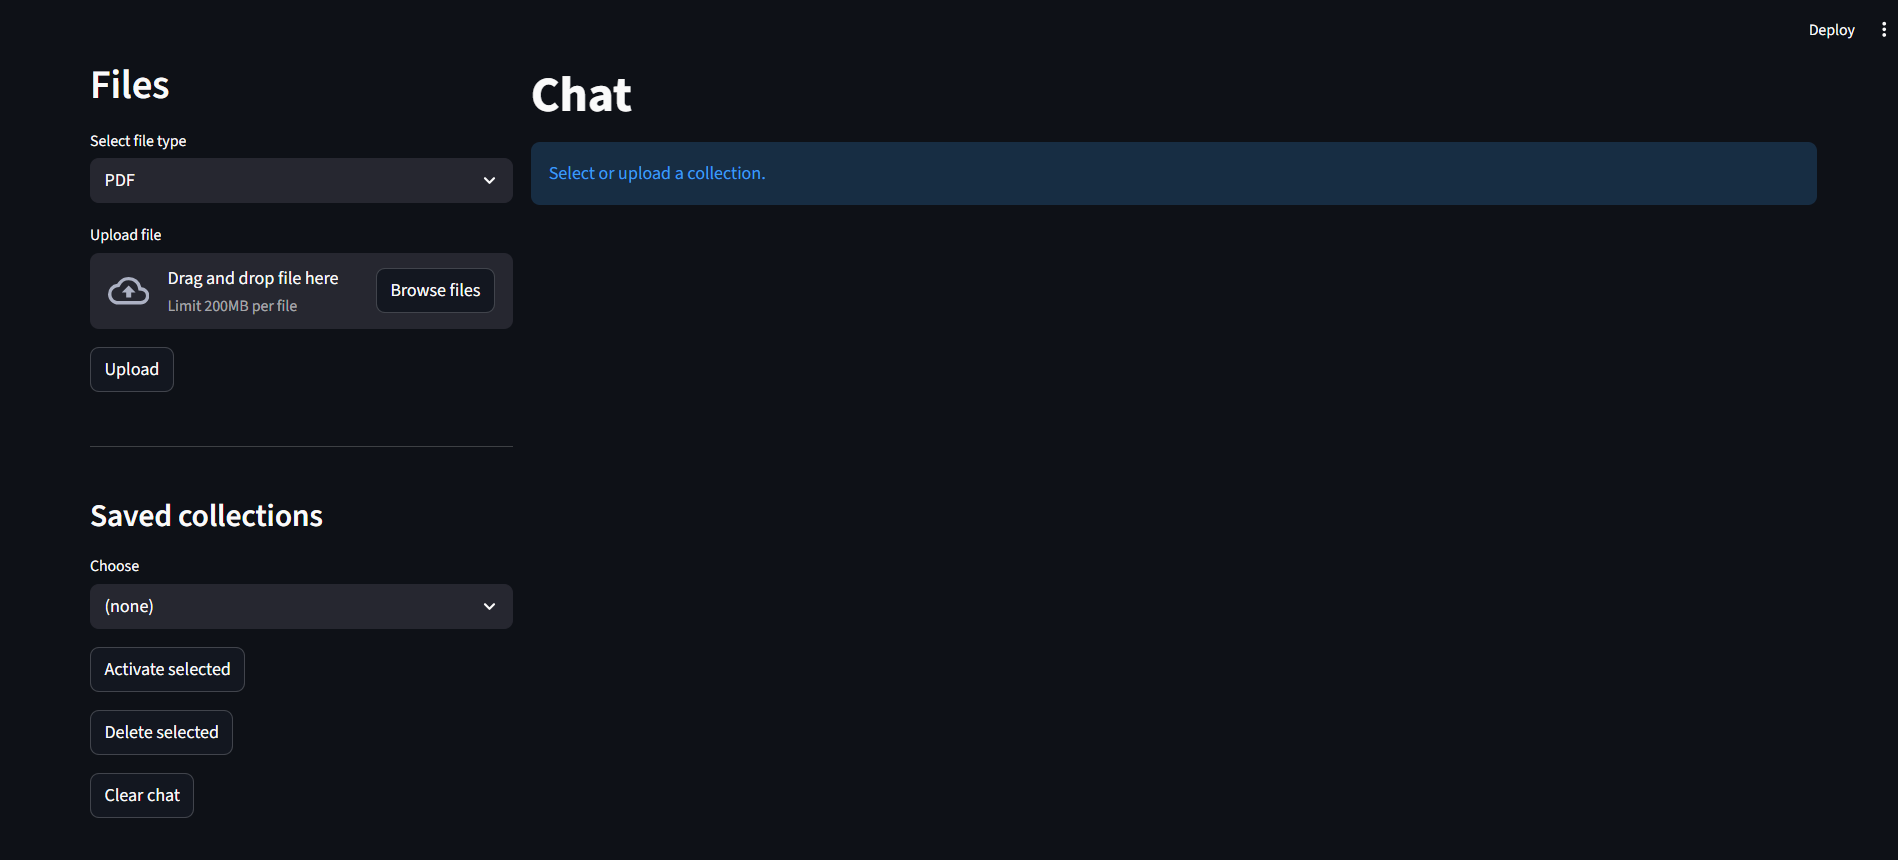 Deploy
Files
Select file type
PDF
Upload file
Drag and drop file here
Limit 200MB per file
Browse files
Upload
Saved collections
Choose
(none)
Activate selected
Delete selected
Clear chat
Chat
Select or upload a collection.